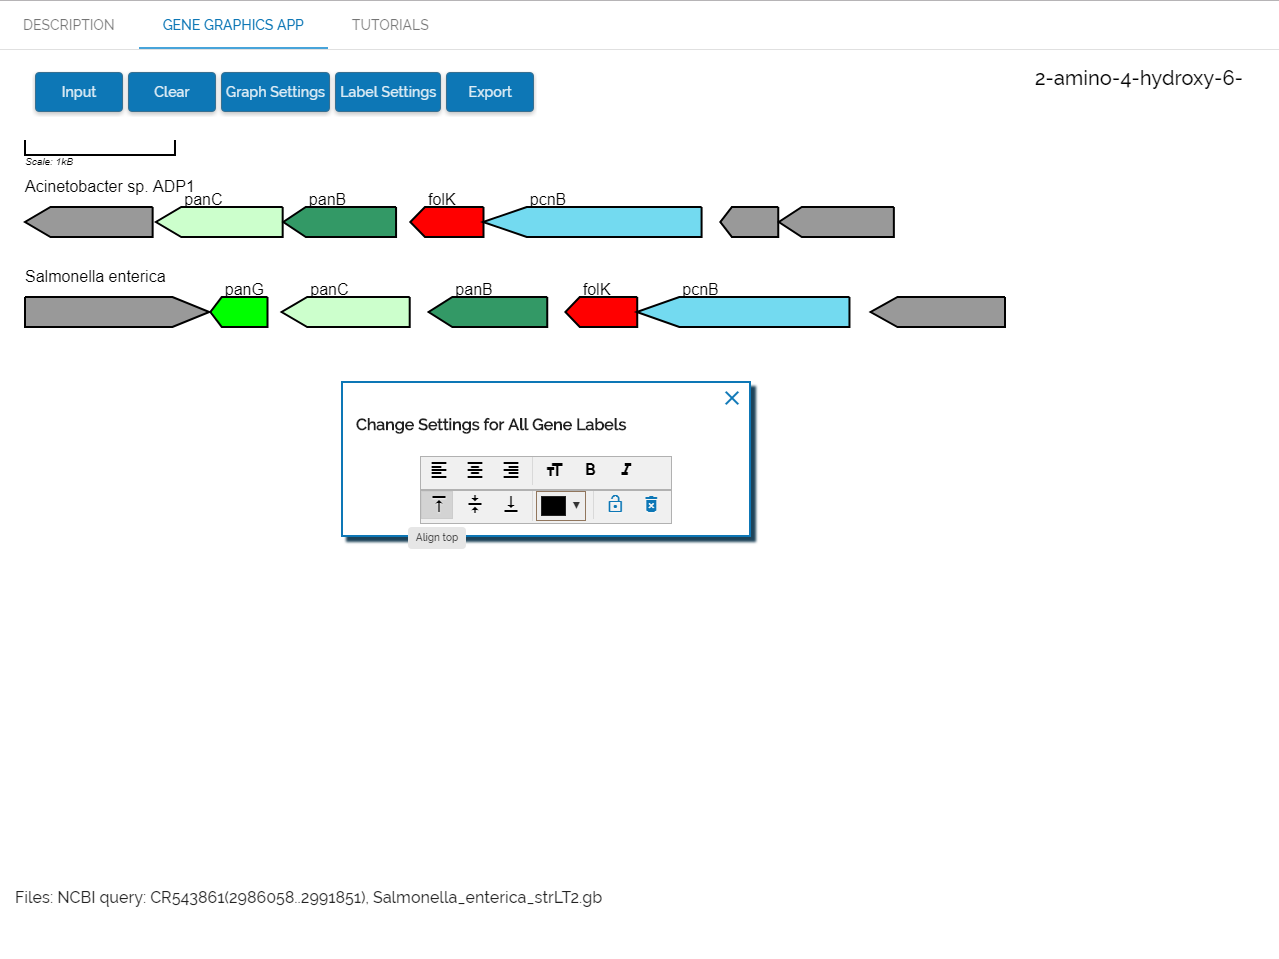 DESCRIPTION GENE GRAPHICS APP TUTORIALS
Input Clear Graph Settings Label Settings Export
2-amino-4-hydroxy-6-
Scale: 1kB
Acinetobacter sp. ADP1
panC panB folK pcnB
Salmonella enterica
panG panC panB folK pcnB
Change Settings for All Gene Labels
TT B I
Align top
Files: NCBI query: CR543861(2986058..2991851), Salmonella_enterica_strLT2.gb